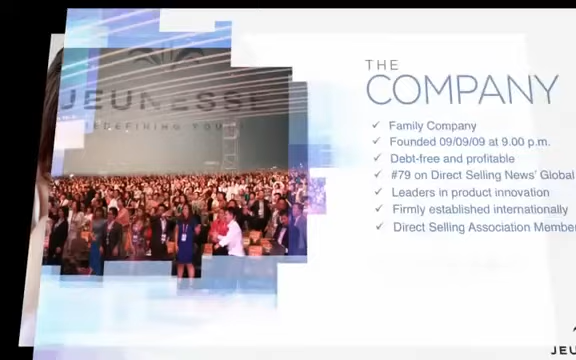 JEUNESSE
REDEFINING YOUTH
THE
COMPANY
✓ Family Company
✓ Founded 09/09/09 at 9.00 p.m.
✓ Debt-free and profitable
✓ #79 on Direct Selling News' Global
✓ Leaders in product innovation
✓ Firmly established internationally
✓ Direct Selling Association Member
JEU